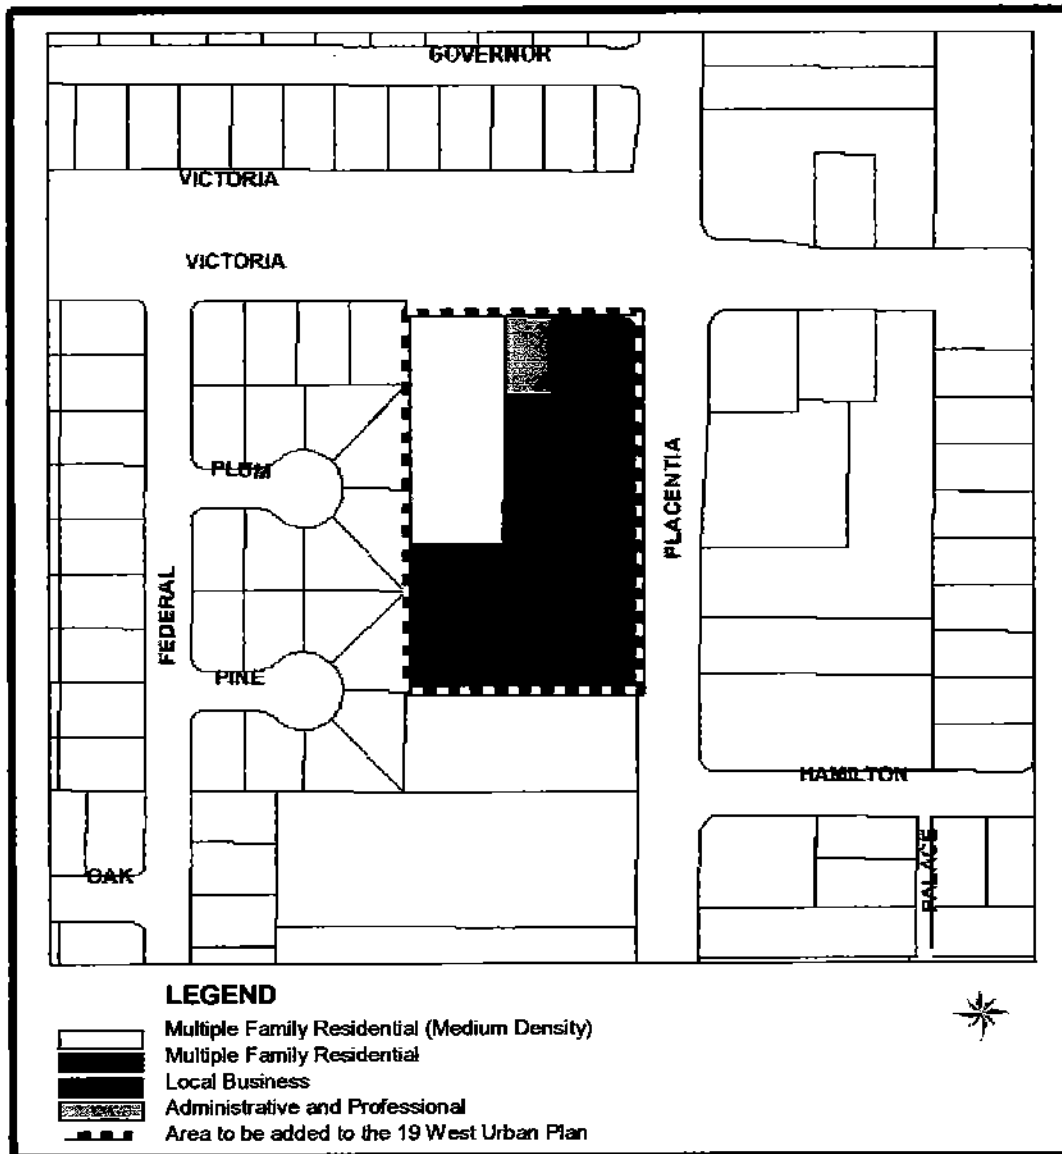 GOVERNOR
VICTORIA
VICTORIA
PLUM
PLACENTIA
FEDERAL
PINE
HAMILTON
OAK
PALACE
LEGEND
Multiple Family Residential (Medium Density)
Multiple Family Residential
Local Business
Administrative and Professional
Area to be added to the 19 West Urban Plan